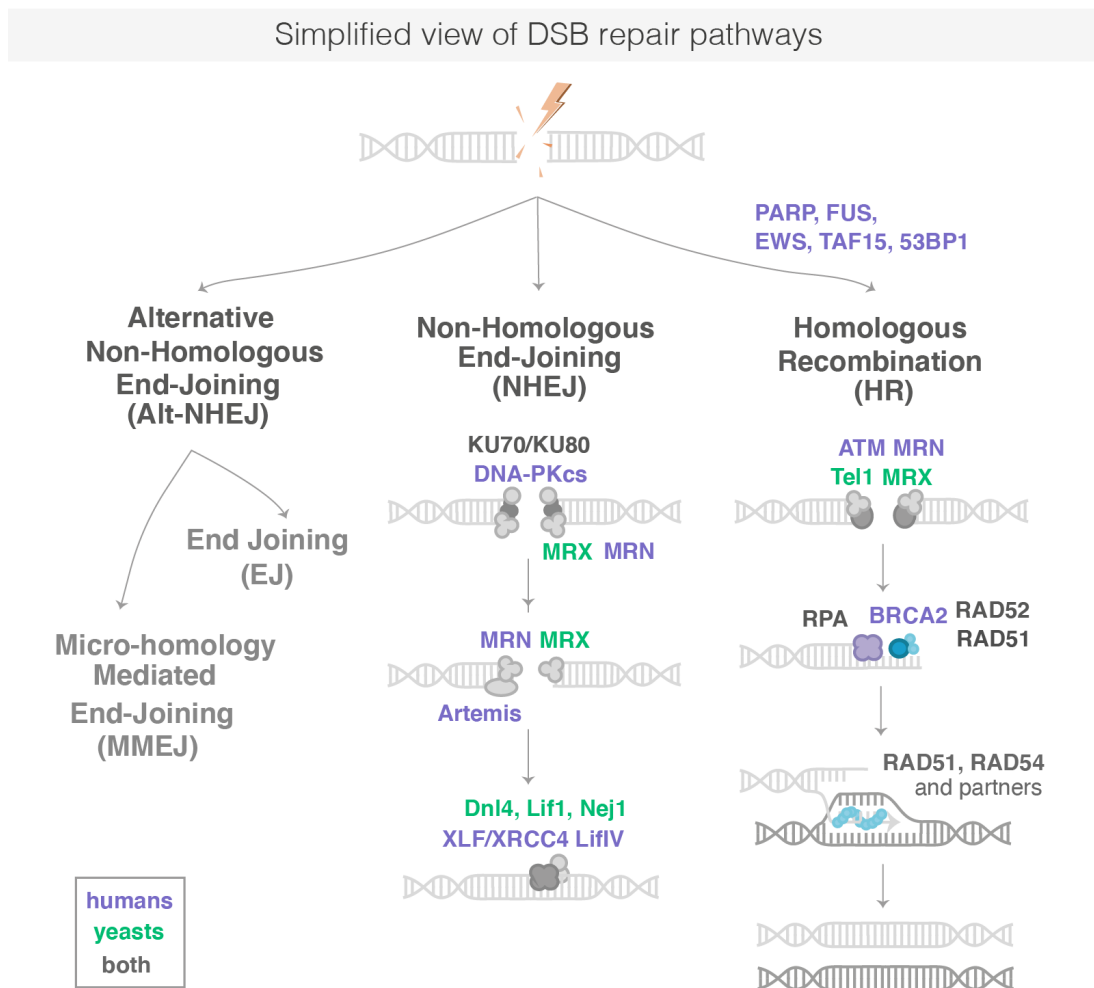 Simplified view of DSB repair pathways
PARP, FUS,
EWS, TAF15, 53BP1
Alternative
Non-Homologous
End-Joining
(Alt-NHEJ)
End Joining
(EJ)
Micro-homology
Mediated
End-Joining
(MMEJ)
Non-Homologous
End-Joining
(NHEJ)
KU70/KU80
DNA-PKcs
MRX MRN
MRN MRX
Artemis
Dnl4, Lif1, Nej1
XLF/XRCC4 LifIV
Homologous
Recombination
(HR)
ATM MRN
Tel1 MRX
RPA BRCA2 RAD52
RAD51
RAD51, RAD54
and partners
humans
yeasts
both